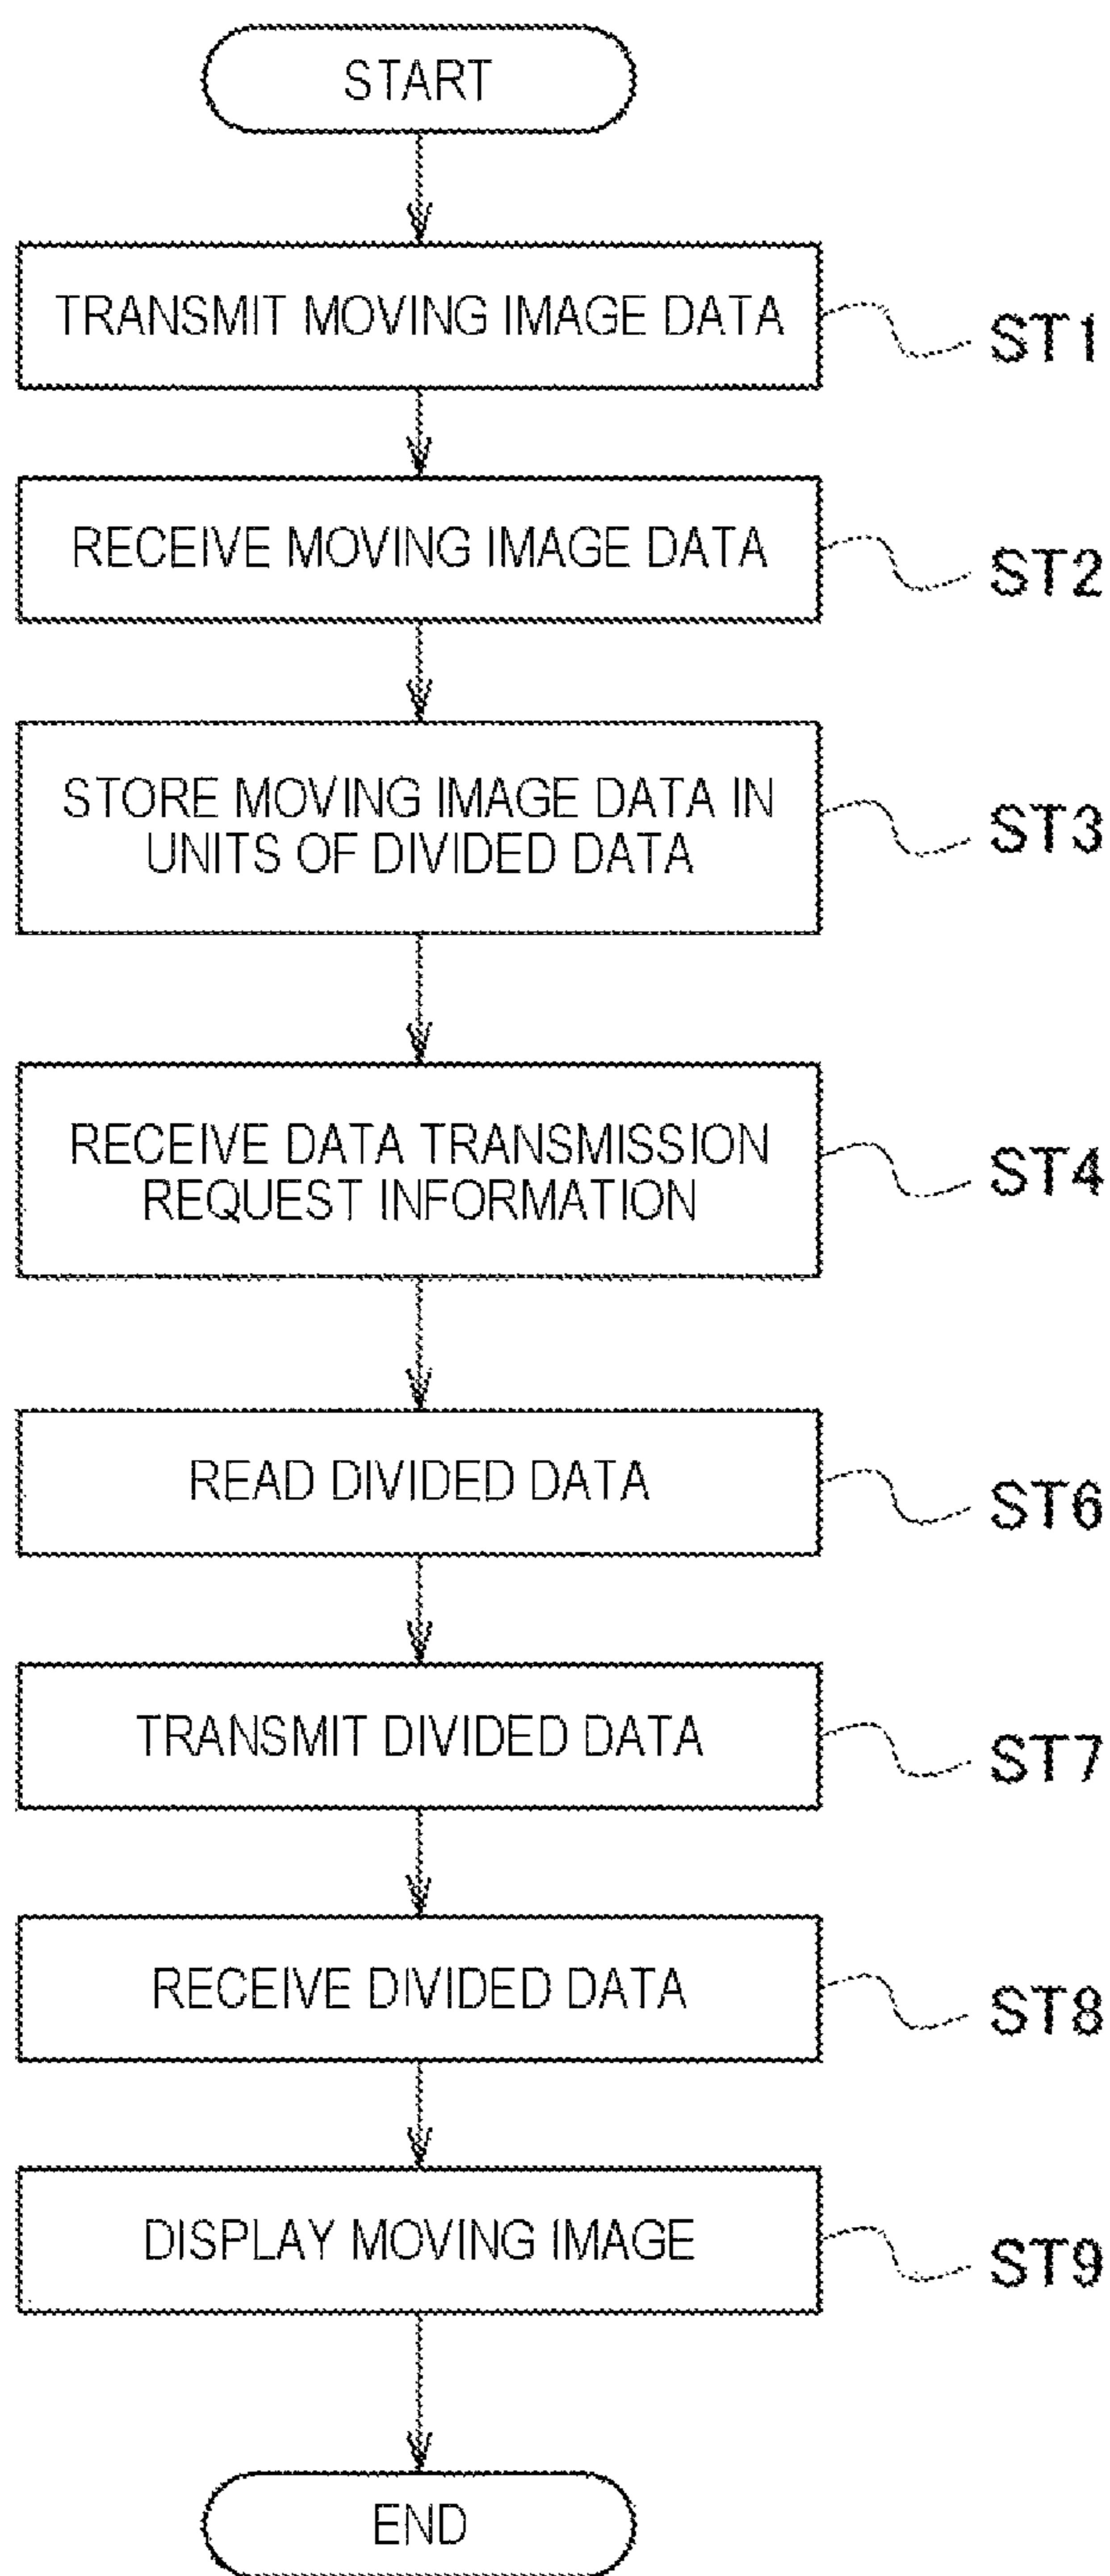 START
TRANSMIT MOVING IMAGE DATA
ST1
RECEIVE MOVING IMAGE DATA
ST2
STORE MOVING IMAGE DATA IN
UNITS OF DIVIDED DATA
ST3
RECEIVE DATA TRANSMISSION
REQUEST INFORMATION
ST4
READ DIVIDED DATA
ST6
TRANSMIT DIVIDED DATA
ST7
RECEIVE DIVIDED DATA
ST8
DISPLAY MOVING IMAGE
ST9
END